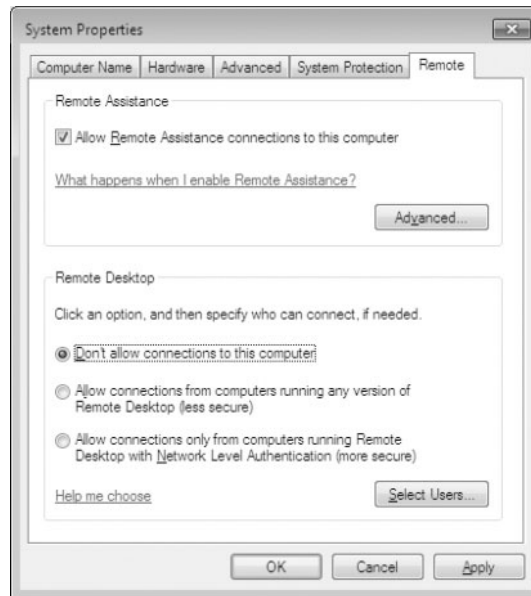 System Properties
Computer Name Hardware Advanced System Protection Remote
Remote Assistance
Allow Remote Assistance connections to this computer
What happens when I enable Remote Assistance?
Advanced...
Remote Desktop
Click an option, and then specify who can connect, if needed.
Don't allow connections to this computer
Allow connections from computers running any version of
Remote Desktop (less secure)
Allow connections only from computers running Remote
Desktop with Network Level Authentication (more secure)
Help me choose
Select Users...
OK Cancel Apply